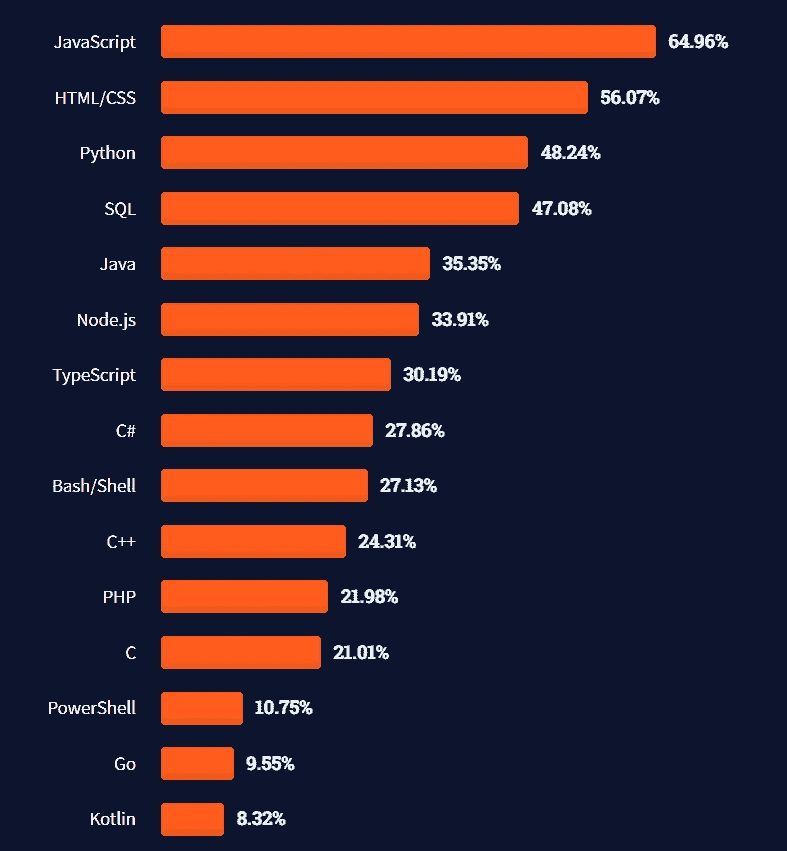 JavaScript 64.96%
HTML/CSS 56.07%
Python 48.24%
SQL 47.08%
Java 35.35%
Node.js 33.91%
TypeScript 30.19%
C# 27.86%
Bash/Shell 27.13%
C++ 24.31%
PHP 21.98%
C 21.01%
PowerShell 10.75%
Go 9.55%
Kotlin 8.32%